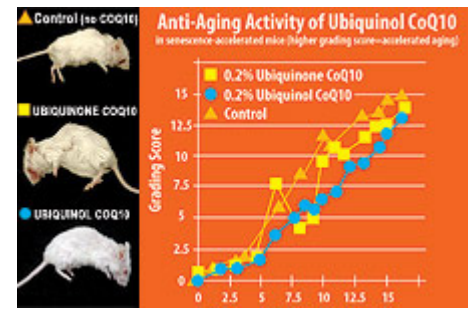 Control (no COQ10)
UBIQUINONE COQ10
UBIQUINOL COQ10
Anti-Aging Activity of Ubiquinol CoQ10
in senescence-accelerated mice (higher grading score=accelerated aging)
0.2% Ubiquinone CoQ10
0.2% Ubiquinol CoQ10
Control
Grading Score
15
12.5
10
7.5
5
2.5
0
0 2.5 5 7.5 10 12.5 15